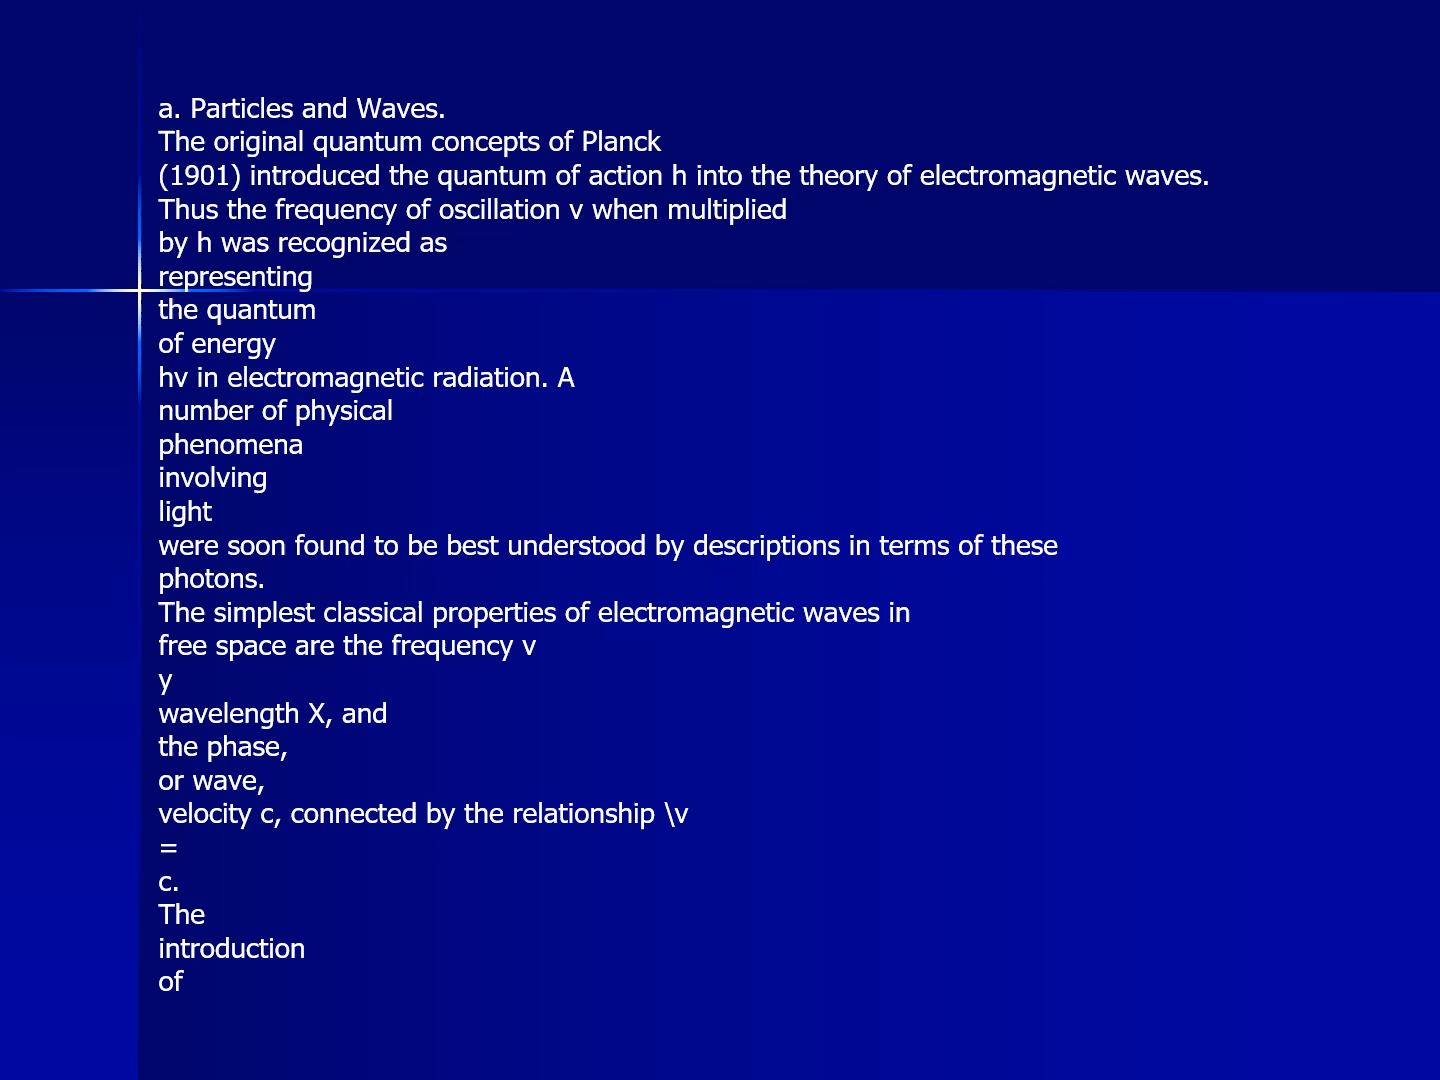 a. Particles and Waves.
The original quantum concepts of Planck
(1901) introduced the quantum of action h into the theory of electromagnetic waves.
Thus the frequency of oscillation v when multiplied
by h was recognized as
representing
the quantum
of energy
hv in electromagnetic radiation. A
number of physical
phenomena
involving
light
were soon found to be best understood by descriptions in terms of these
photons.
The simplest classical properties of electromagnetic waves in
free space are the frequency v
y
wavelength X, and
the phase,
or wave,
velocity c, connected by the relationship \v
=
c.
The
introduction
of